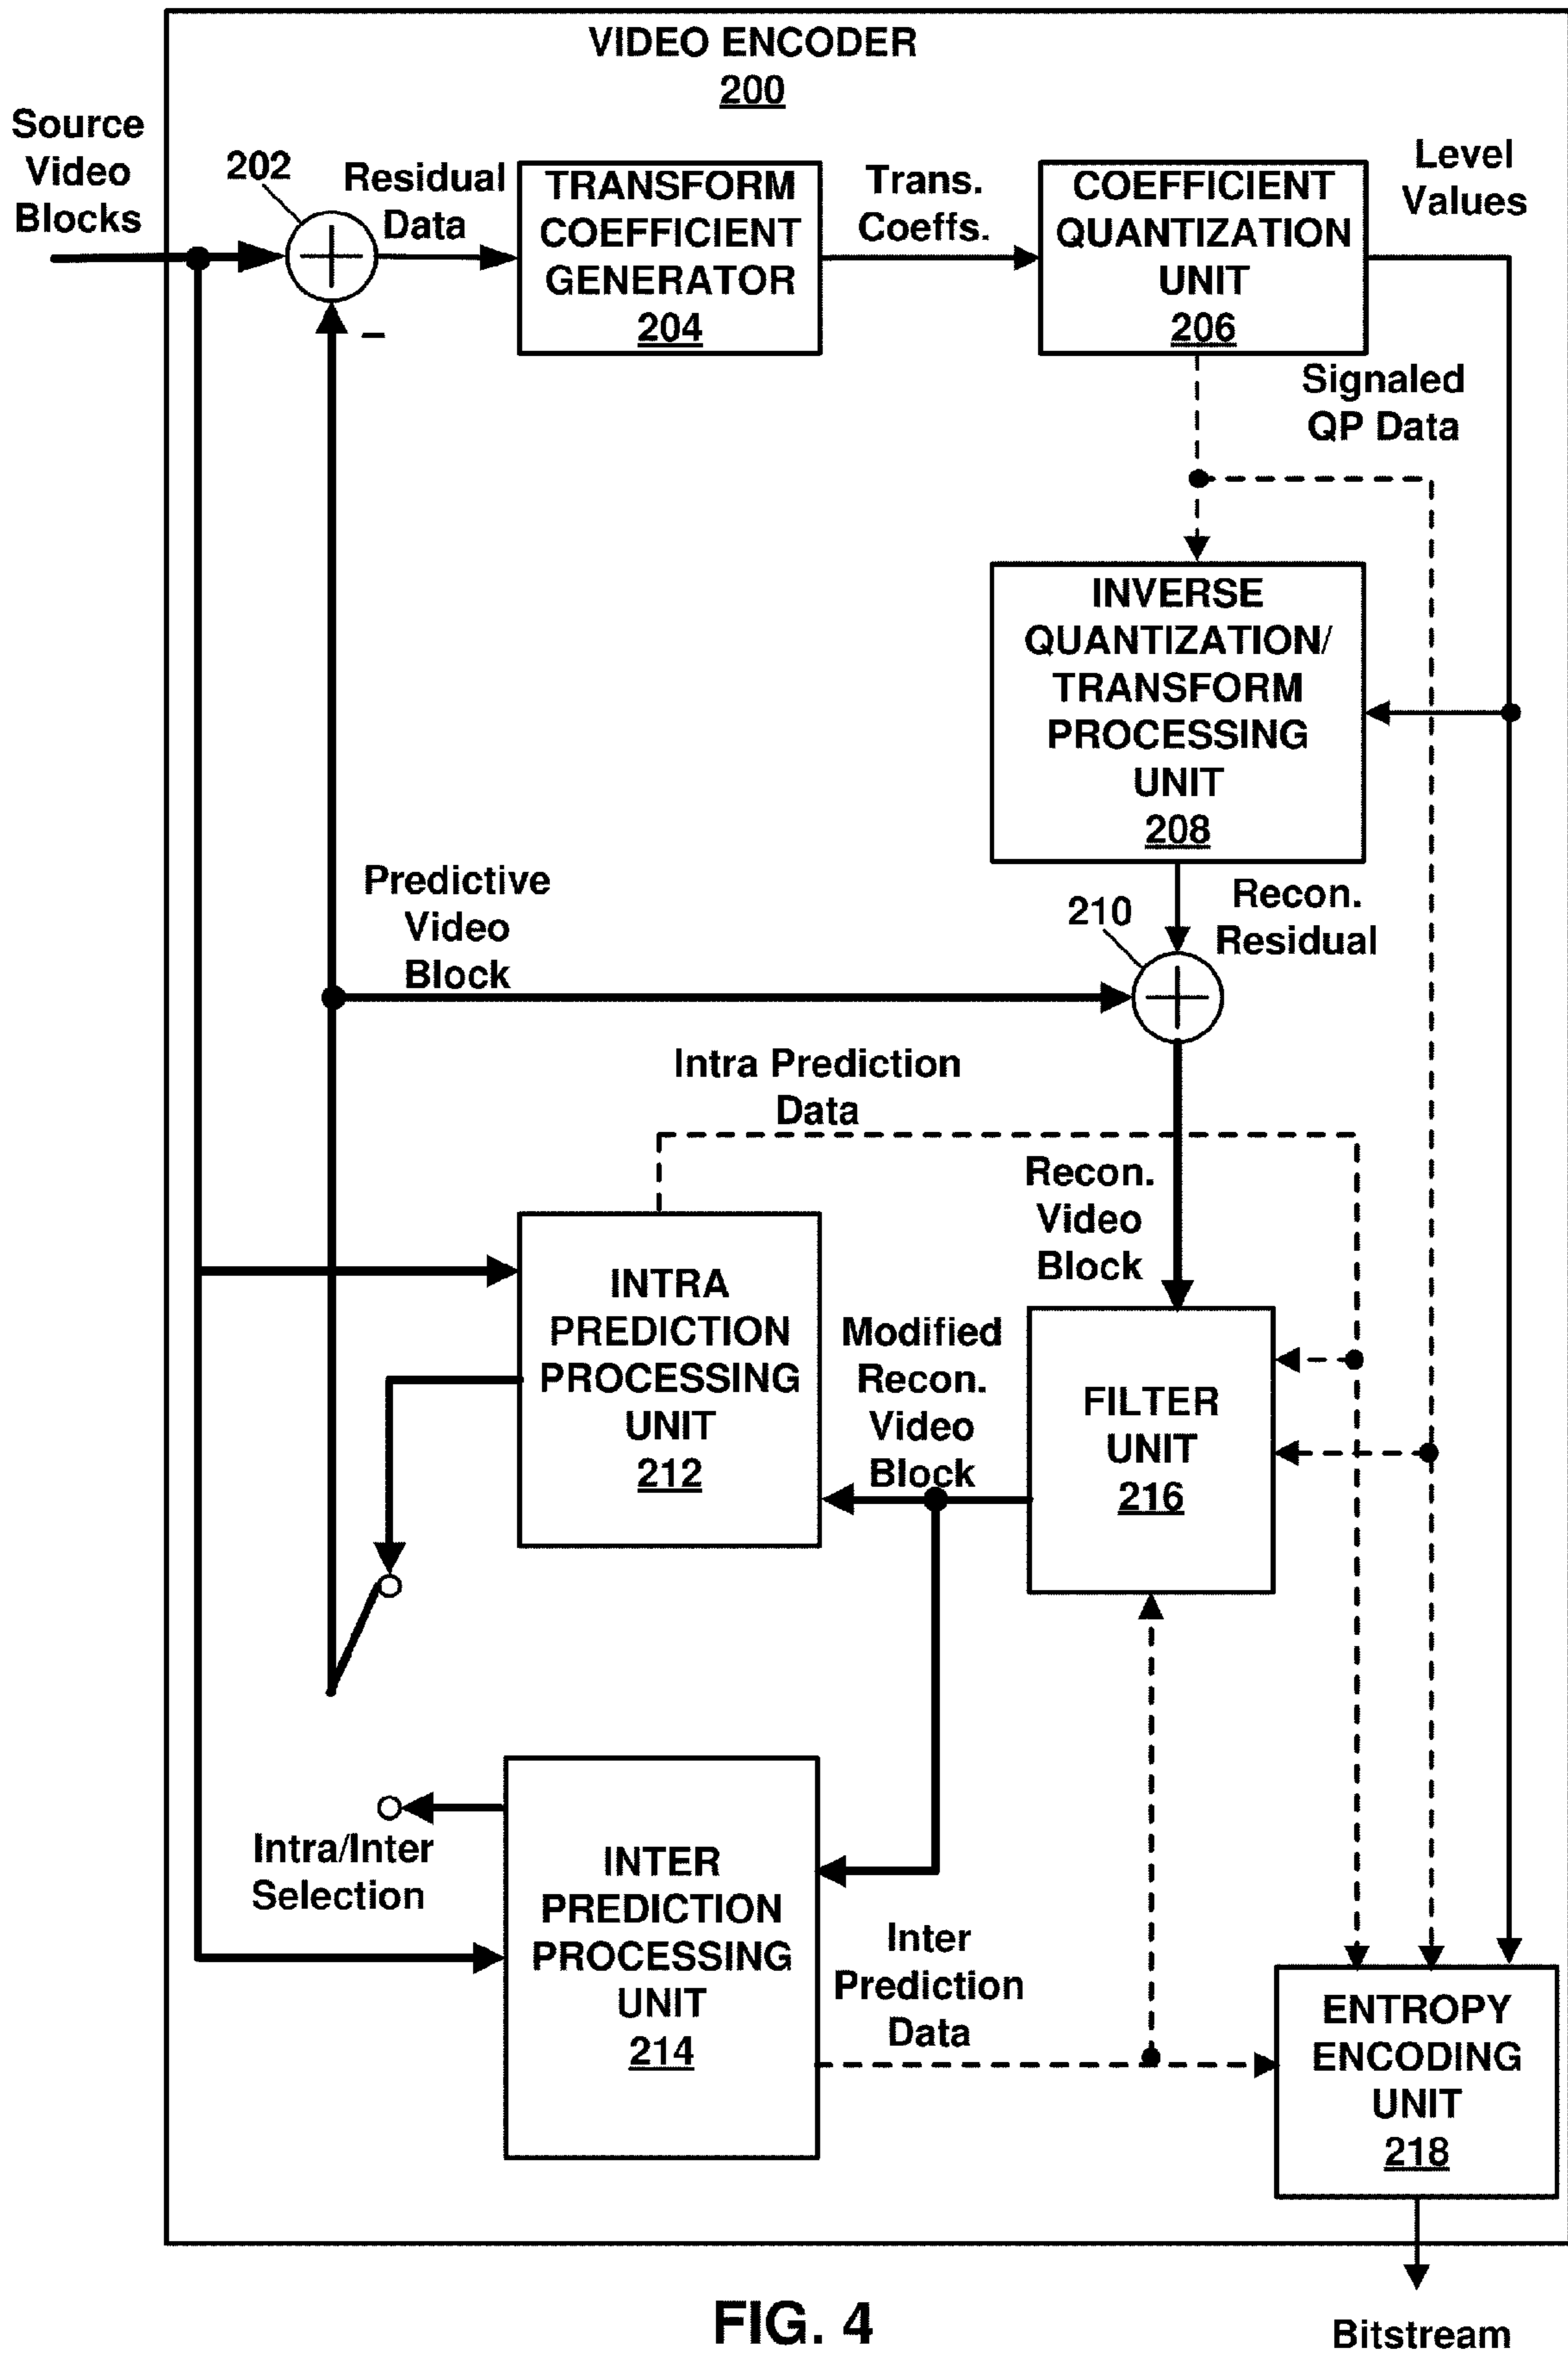 VIDEO ENCODER
200
Source
Video
Blocks
202
Residual
Data
TRANSFORM
COEFFICIENT
GENERATOR
204
Trans.
Coeffs.
COEFFICIENT
QUANTIZATION
UNIT
206
Level
Values
–
Signaled
QP Data
INVERSE
QUANTIZATION/
TRANSFORM
PROCESSING
UNIT
208
Predictive
Video
Block
210
Recon.
Residual
Intra Prediction
Data
Recon.
Video
Block
INTRA
PREDICTION
PROCESSING
UNIT
212
Modified
Recon.
Video
Block
FILTER
UNIT
216
Intra/Inter
Selection
INTER
PREDICTION
PROCESSING
UNIT
214
Inter
Prediction
Data
ENTROPY
ENCODING
UNIT
218
FIG. 4
Bitstream